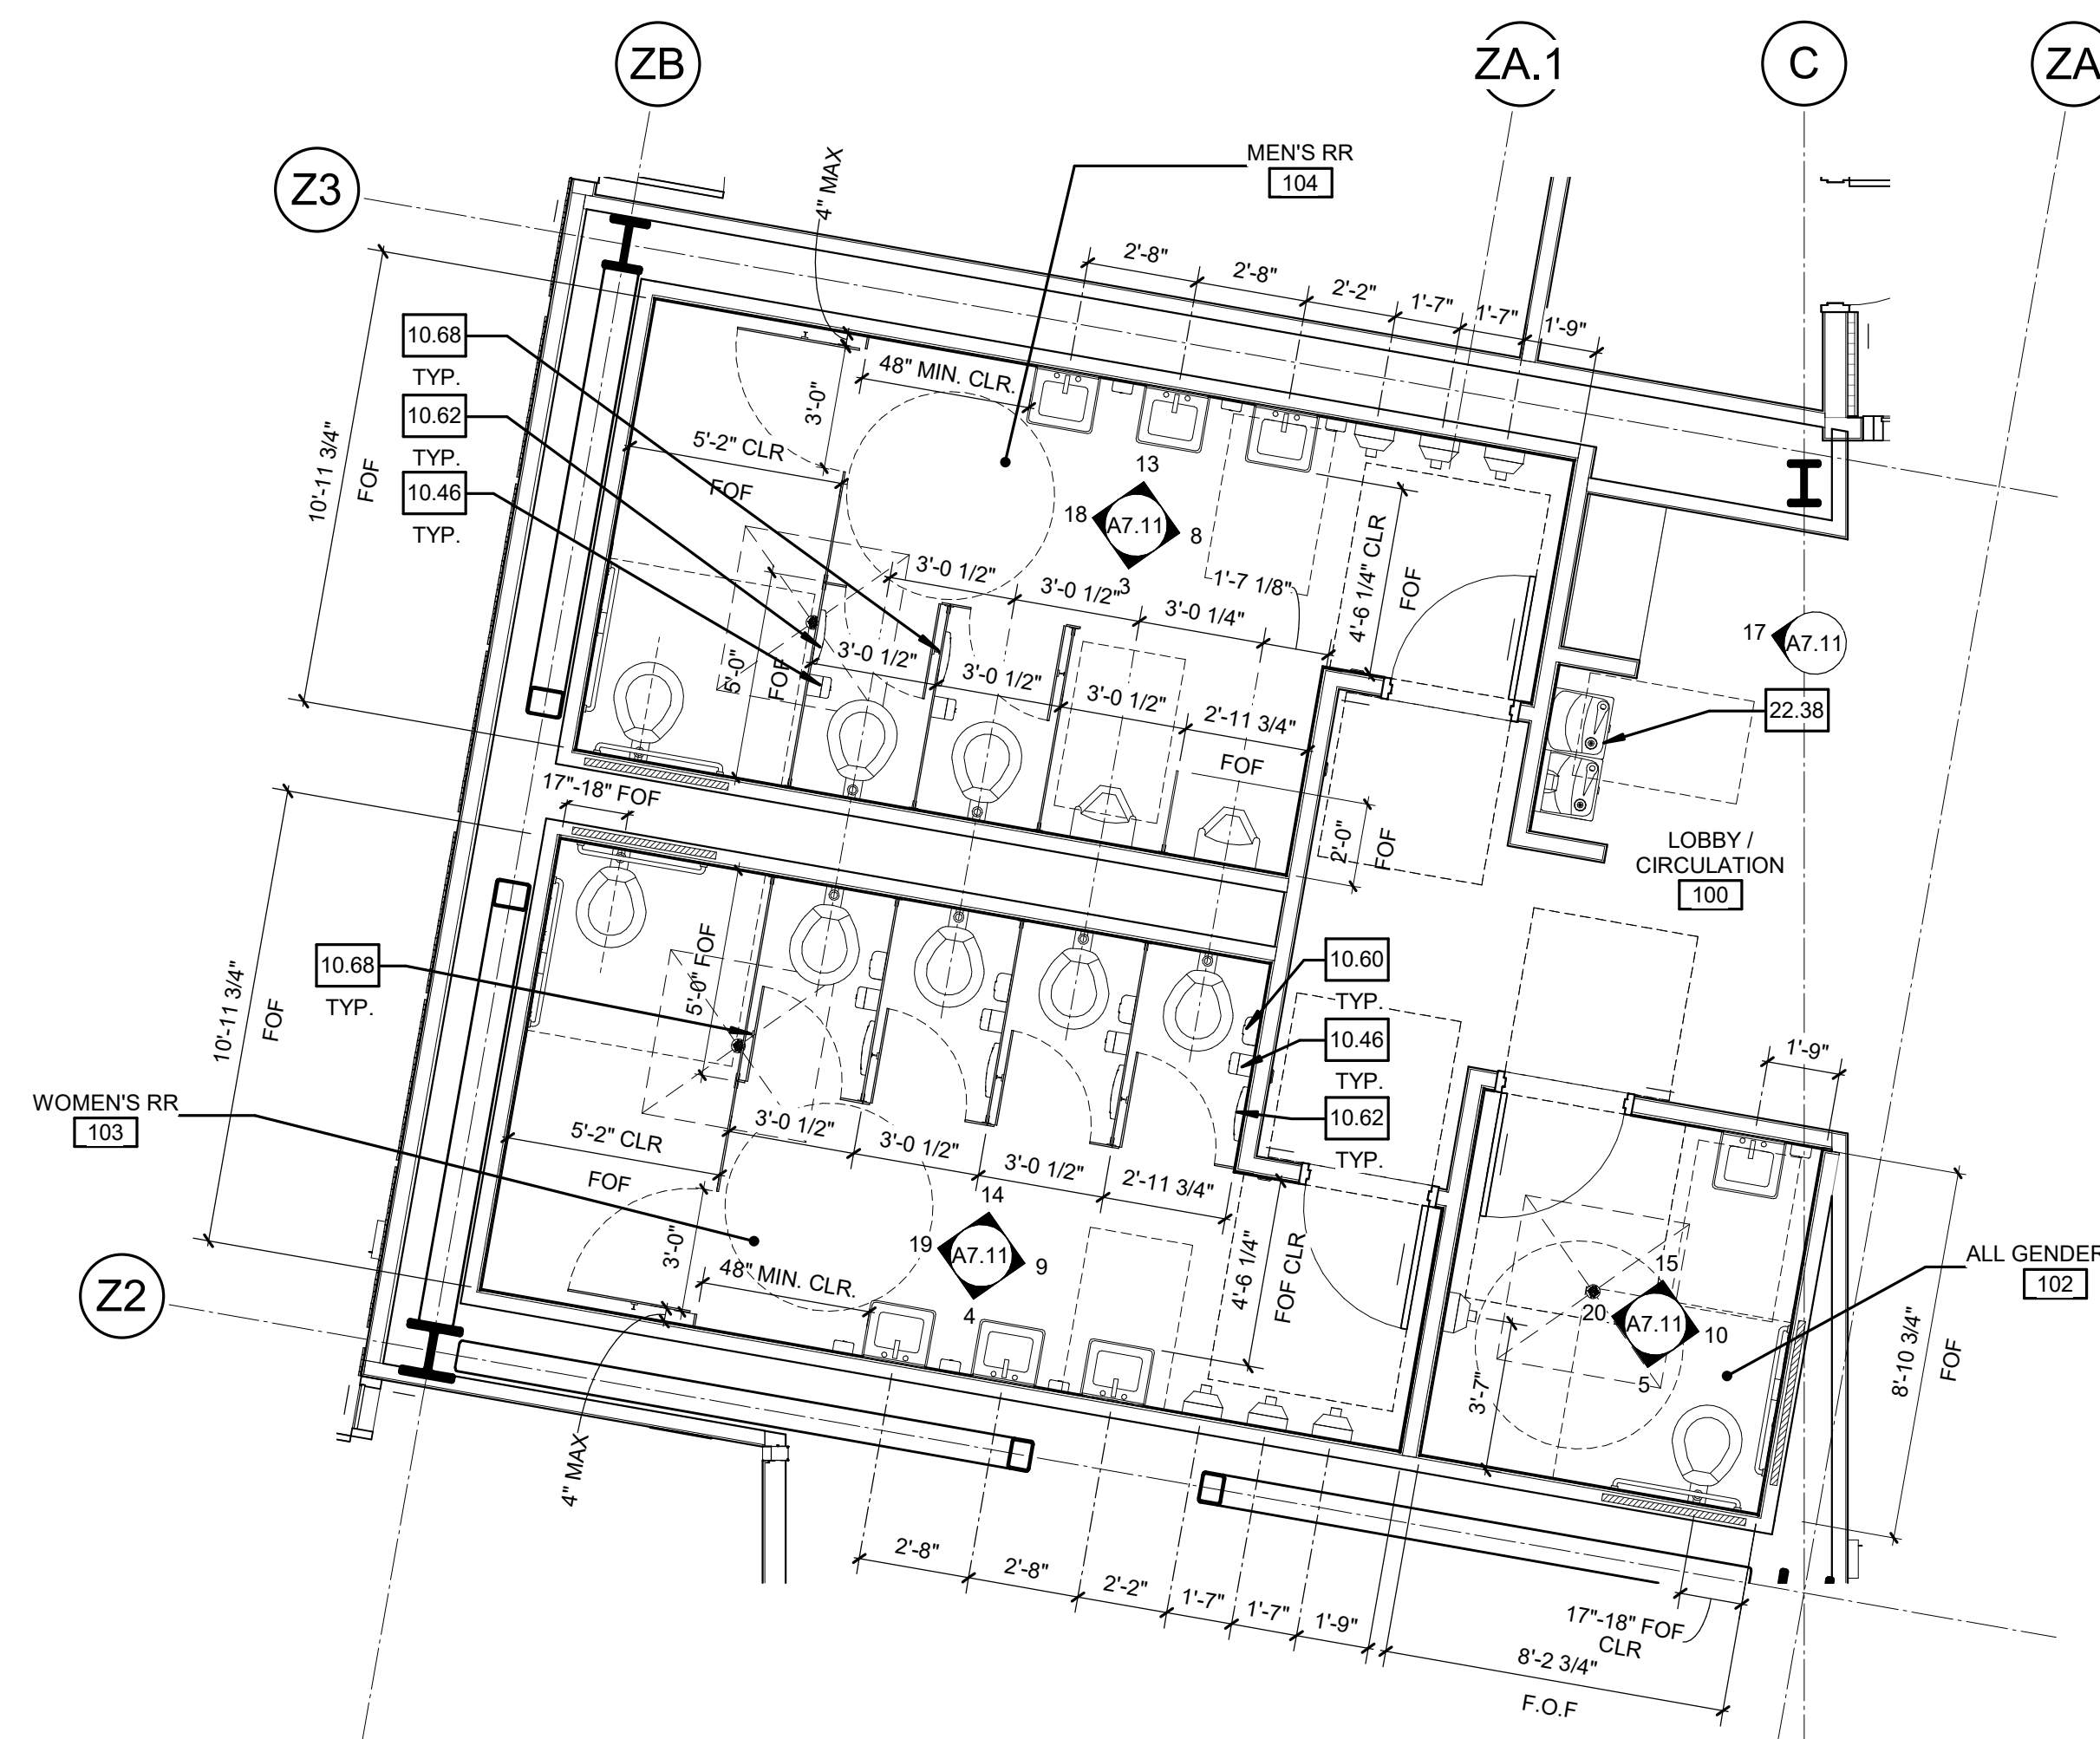 ZB
ZA.1
C
ZA
Z3
MEN'S RR
104
4" MAX
2'-8"
2'-8"
2'-2"
1'-7"
1'-7"
1'-9"
10.68
TYP.
10.62
TYP.
10.46
TYP.
48" MIN. CLR.
3'-0"
5'-2" CLR
FOF
10'-11 3/4"
FOF
13
18
A7.11
8
3
3'-0 1/2"
3'-0 1/2"
3'-0 1/4"
1'-7 1/8"
4'-6 1/4" CLR
FOF
17
A7.11
22.38
5'-0"
FOF
3'-0 1/2"
3'-0 1/2"
3'-0 1/2"
2'-11 3/4"
FOF
2'-0"
FOF
17"-18" FOF
LOBBY /
CIRCULATION
100
10'-11 3/4"
FOF
10.68
TYP.
5'-0" FOF
10.60
TYP.
10.46
TYP.
10.62
TYP.
1'-9"
WOMEN'S RR
103
5'-2" CLR
FOF
3'-0 1/2"
3'-0 1/2"
3'-0 1/2"
2'-11 3/4"
14
19
A7.11
9
4
3'-0"
48" MIN. CLR.
4'-6 1/4"
FOF CLR
Z2
15
20
A7.11
10
5
ALL GENDER
102
3'-7"
8'-10 3/4"
FOF
4" MAX
2'-8"
2'-8"
2'-2"
1'-7"
1'-7"
1'-9"
17"-18" FOF
CLR
8'-2 3/4"
F.O.F